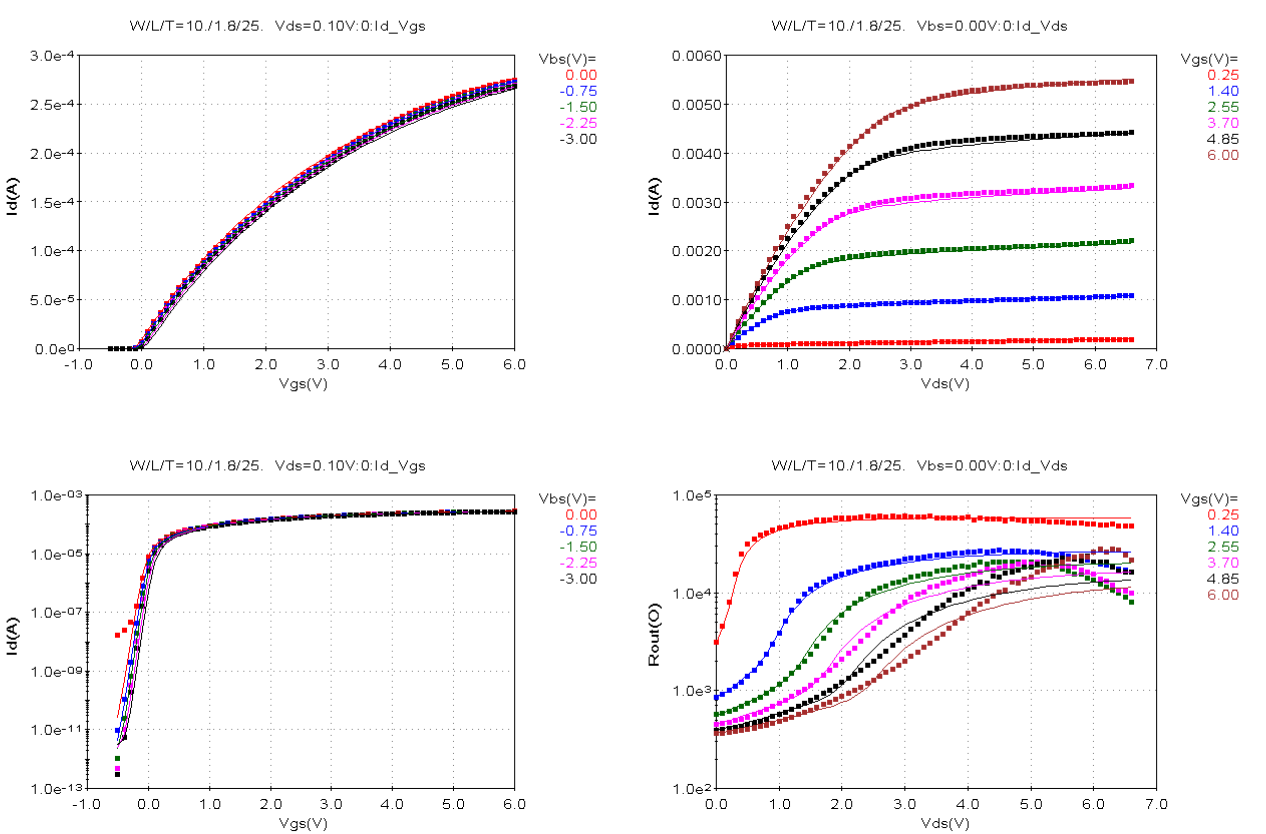 W/L/T=10./1.8/25.  Vds=0.10V:0:Id_Vgs
Vbs(V)=
0.00
-0.75
-1.50
-2.25
-3.00
3.0e-4
2.5e-4
2.0e-4
1.5e-4
1.0e-4
5.0e-5
0.0e0
Id(A)
-1.0 0.0 1.0 2.0 3.0 4.0 5.0 6.0
Vgs(V)
W/L/T=10./1.8/25.  Vbs=0.00V:0:Id_Vds
Vgs(V)=
0.25
1.40
2.55
3.70
4.85
6.00
0.0060
0.0050
0.0040
0.0030
0.0020
0.0010
0.0000
Id(A)
0.0 1.0 2.0 3.0 4.0 5.0 6.0 7.0
Vds(V)
W/L/T=10./1.8/25.  Vds=0.10V:0:Id_Vgs
Vbs(V)=
0.00
-0.75
-1.50
-2.25
-3.00
1.0e-03
1.0e-05
1.0e-07
1.0e-09
1.0e-11
1.0e-13
Id(A)
-1.0 0.0 1.0 2.0 3.0 4.0 5.0 6.0
Vgs(V)
W/L/T=10./1.8/25.  Vbs=0.00V:0:Id_Vds
Vgs(V)=
0.25
1.40
2.55
3.70
4.85
6.00
1.0e5
1.0e4
1.0e3
1.0e2
Rout(O)
0.0 1.0 2.0 3.0 4.0 5.0 6.0 7.0
Vds(V)